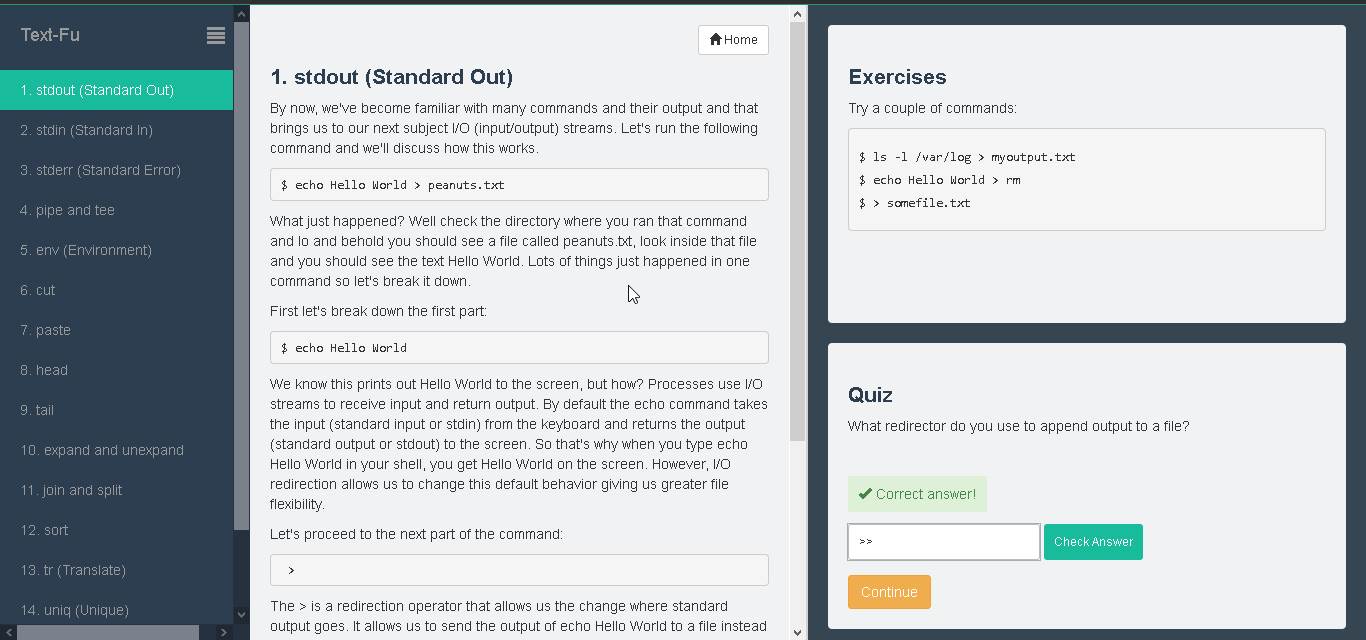 Text-Fu
1. stdout (Standard Out)
2. stdin (Standard In)
3. stderr (Standard Error)
4. pipe and tee
5. env (Environment)
6. cut
7. paste
8. head
9. tail
10. expand and unexpand
11. join and split
12. sort
13. tr (Translate)
14. uniq (Unique)
Home
1. stdout (Standard Out)
By now, we've become familiar with many commands and their output and that
brings us to our next subject I/O (input/output) streams. Let's run the following
command and we'll discuss how this works.
$ echo Hello World > peanuts.txt
What just happened? Well check the directory where you ran that command
and lo and behold you should see a file called peanuts.txt, look inside that file
and you should see the text Hello World. Lots of things just happened in one
command so let's break it down.
First let's break down the first part:
$ echo Hello World
We know this prints out Hello World to the screen, but how? Processes use I/O
streams to receive input and return output. By default the echo command takes
the input (standard input or stdin) from the keyboard and returns the output
(standard output or stdout) to the screen. So that's why when you type echo
Hello World in your shell, you get Hello World on the screen. However, I/O
redirection allows us to change this default behavior giving us greater file
flexibility.
Let's proceed to the next part of the command:
>
The > is a redirection operator that allows us the change where standard
output goes. It allows us to send the output of echo Hello World to a file instead
Exercises
Try a couple of commands:
$ ls -l /var/log > myoutput.txt
$ echo Hello World > rm
$ > somefile.txt
Quiz
What redirector do you use to append output to a file?
Correct answer!
>>
Check Answer
Continue